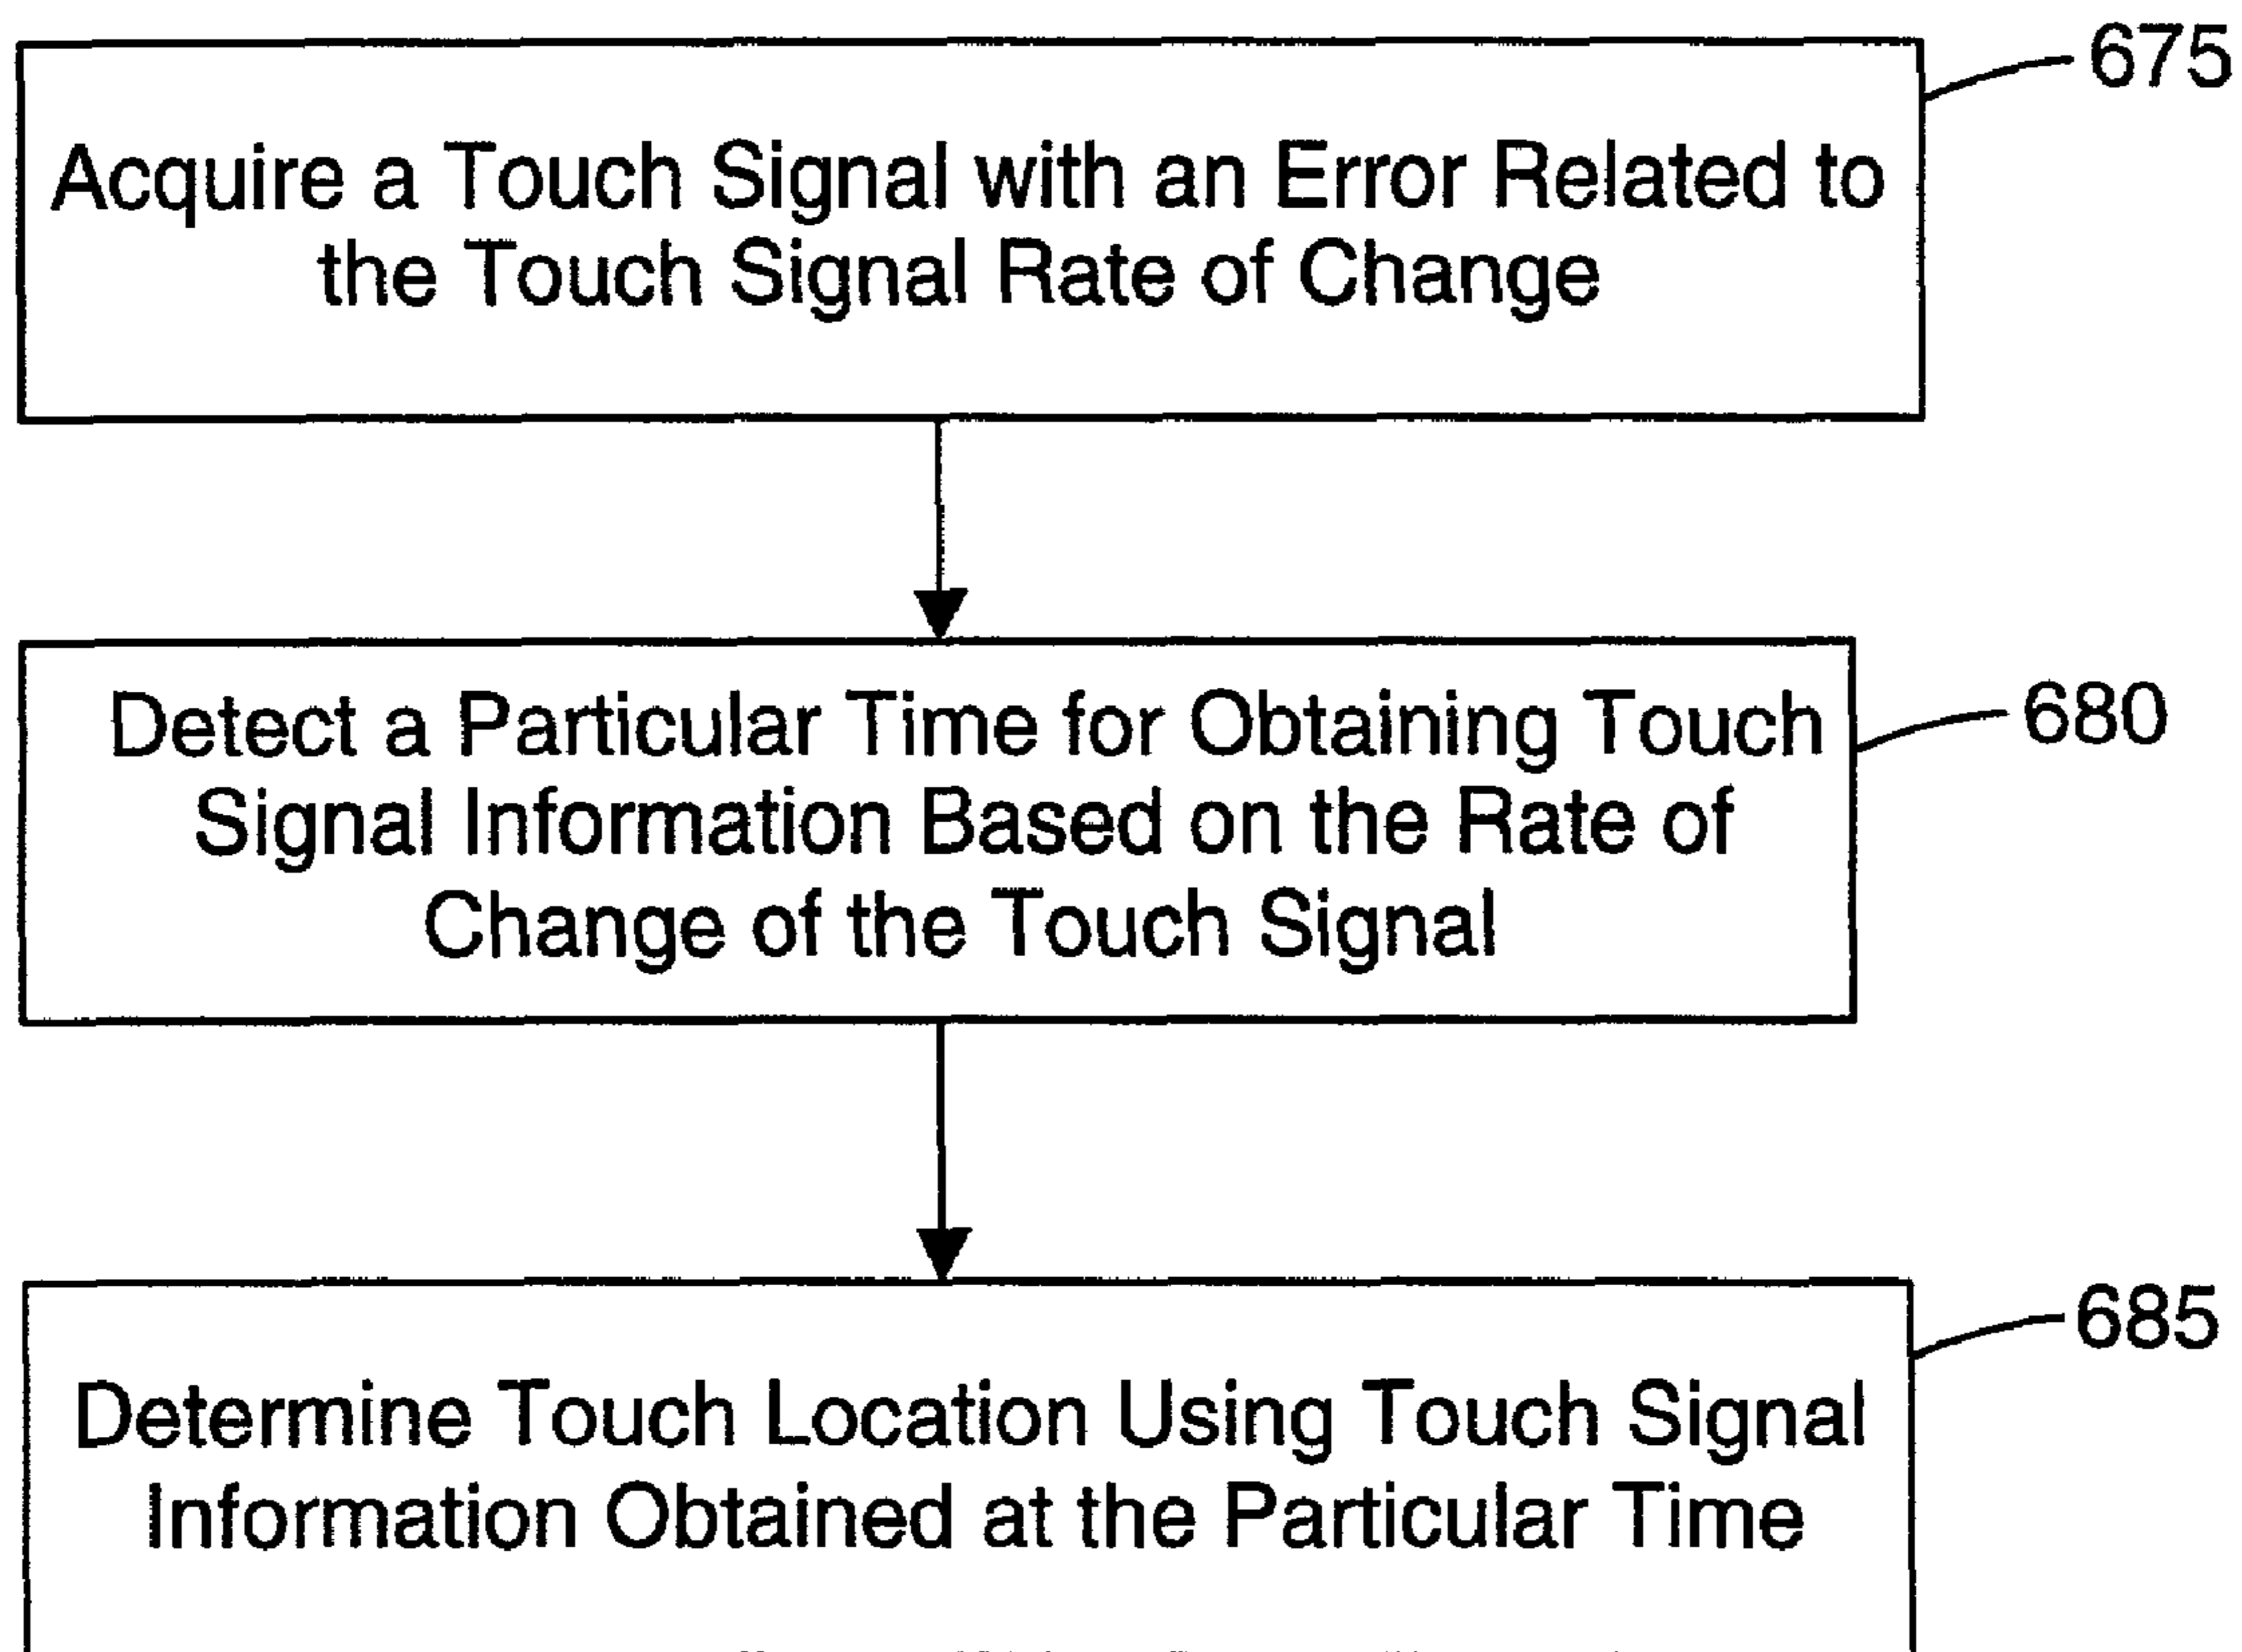 675
Acquire a Touch Signal with an Error Related to
the Touch Signal Rate of Change
680
Detect a Particular Time for Obtaining Touch
Signal Information Based on the Rate of
Change of the Touch Signal
685
Determine Touch Location Using Touch Signal
Information Obtained at the Particular Time